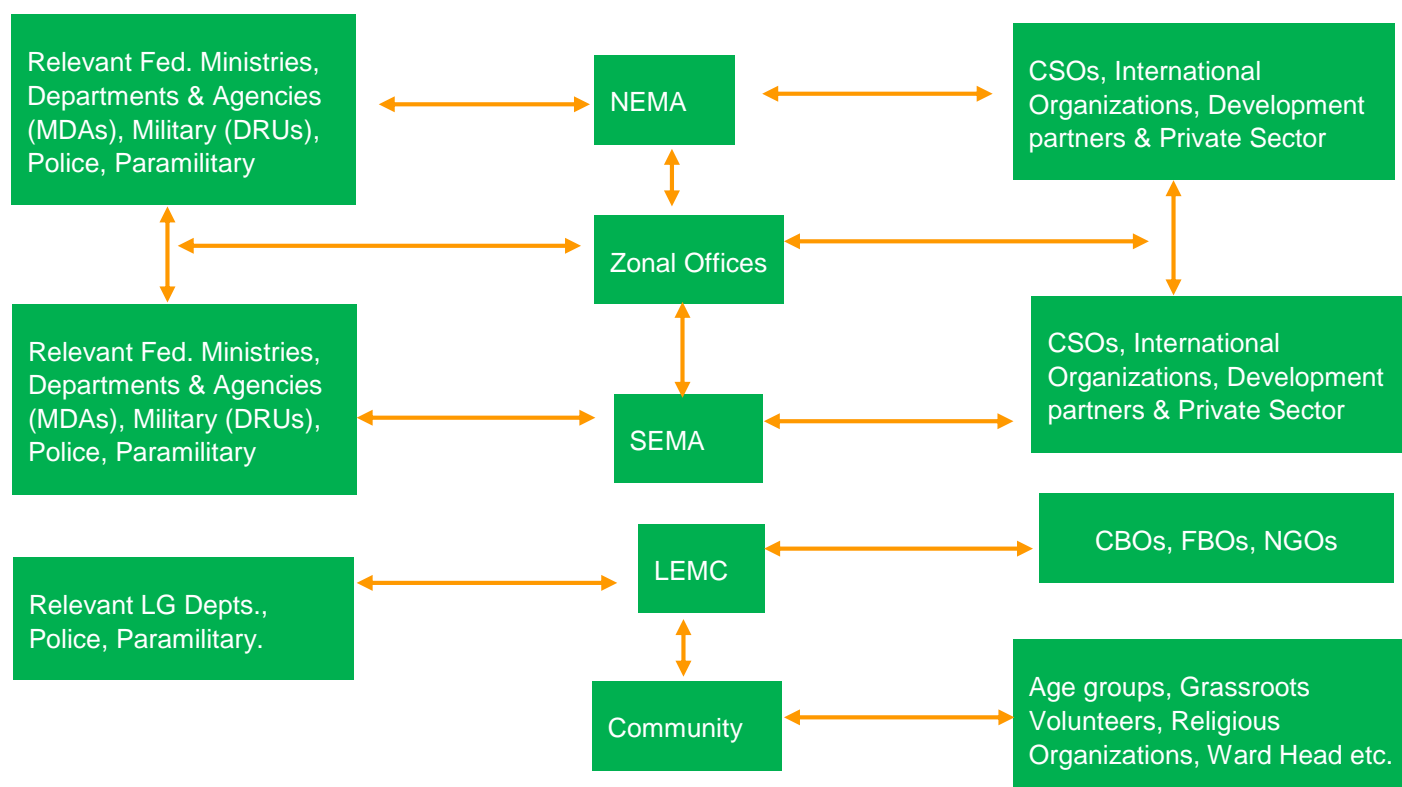 Relevant Fed. Ministries,
Departments & Agencies
(MDAs), Military (DRUs),
Police, Paramilitary
NEMA
CSOs, International
Organizations, Development
partners & Private Sector
Zonal Offices
Relevant Fed. Ministries,
Departments & Agencies
(MDAs), Military (DRUs),
Police, Paramilitary
SEMA
CSOs, International
Organizations, Development
partners & Private Sector
LEMC
CBOs, FBOs, NGOs
Relevant LG Depts.,
Police, Paramilitary.
Community
Age groups, Grassroots
Volunteers, Religious
Organizations, Ward Head etc.